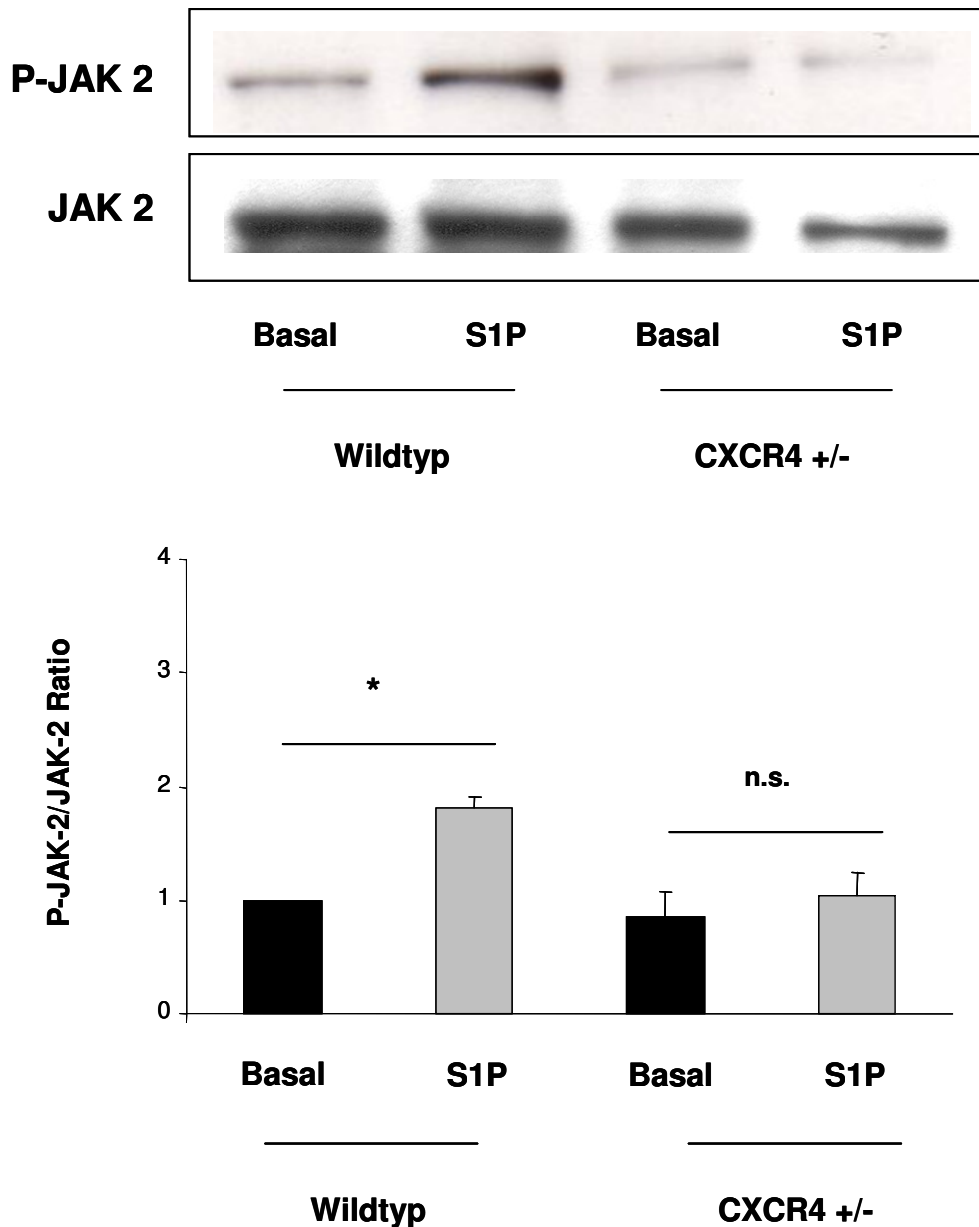 P-JAK 2
JAK 2
Basal S1P Basal S1P
Wildtyp CXCR4 +/-
4
3
2
1
0
P-JAK-2/JAK-2 Ratio
*
n.s.
Basal S1P Basal S1P
Wildtyp CXCR4 +/-